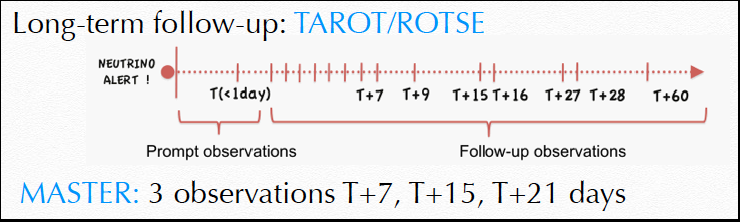 Long-term follow-up: TAROT/ROTSE
NEUTRINO
ALERT !
T(<1day) T+7 T+9 T+15 T+16 T+27 T+28 T+60
Prompt observations Follow-up observations
MASTER: 3 observations T+7, T+15, T+21 days